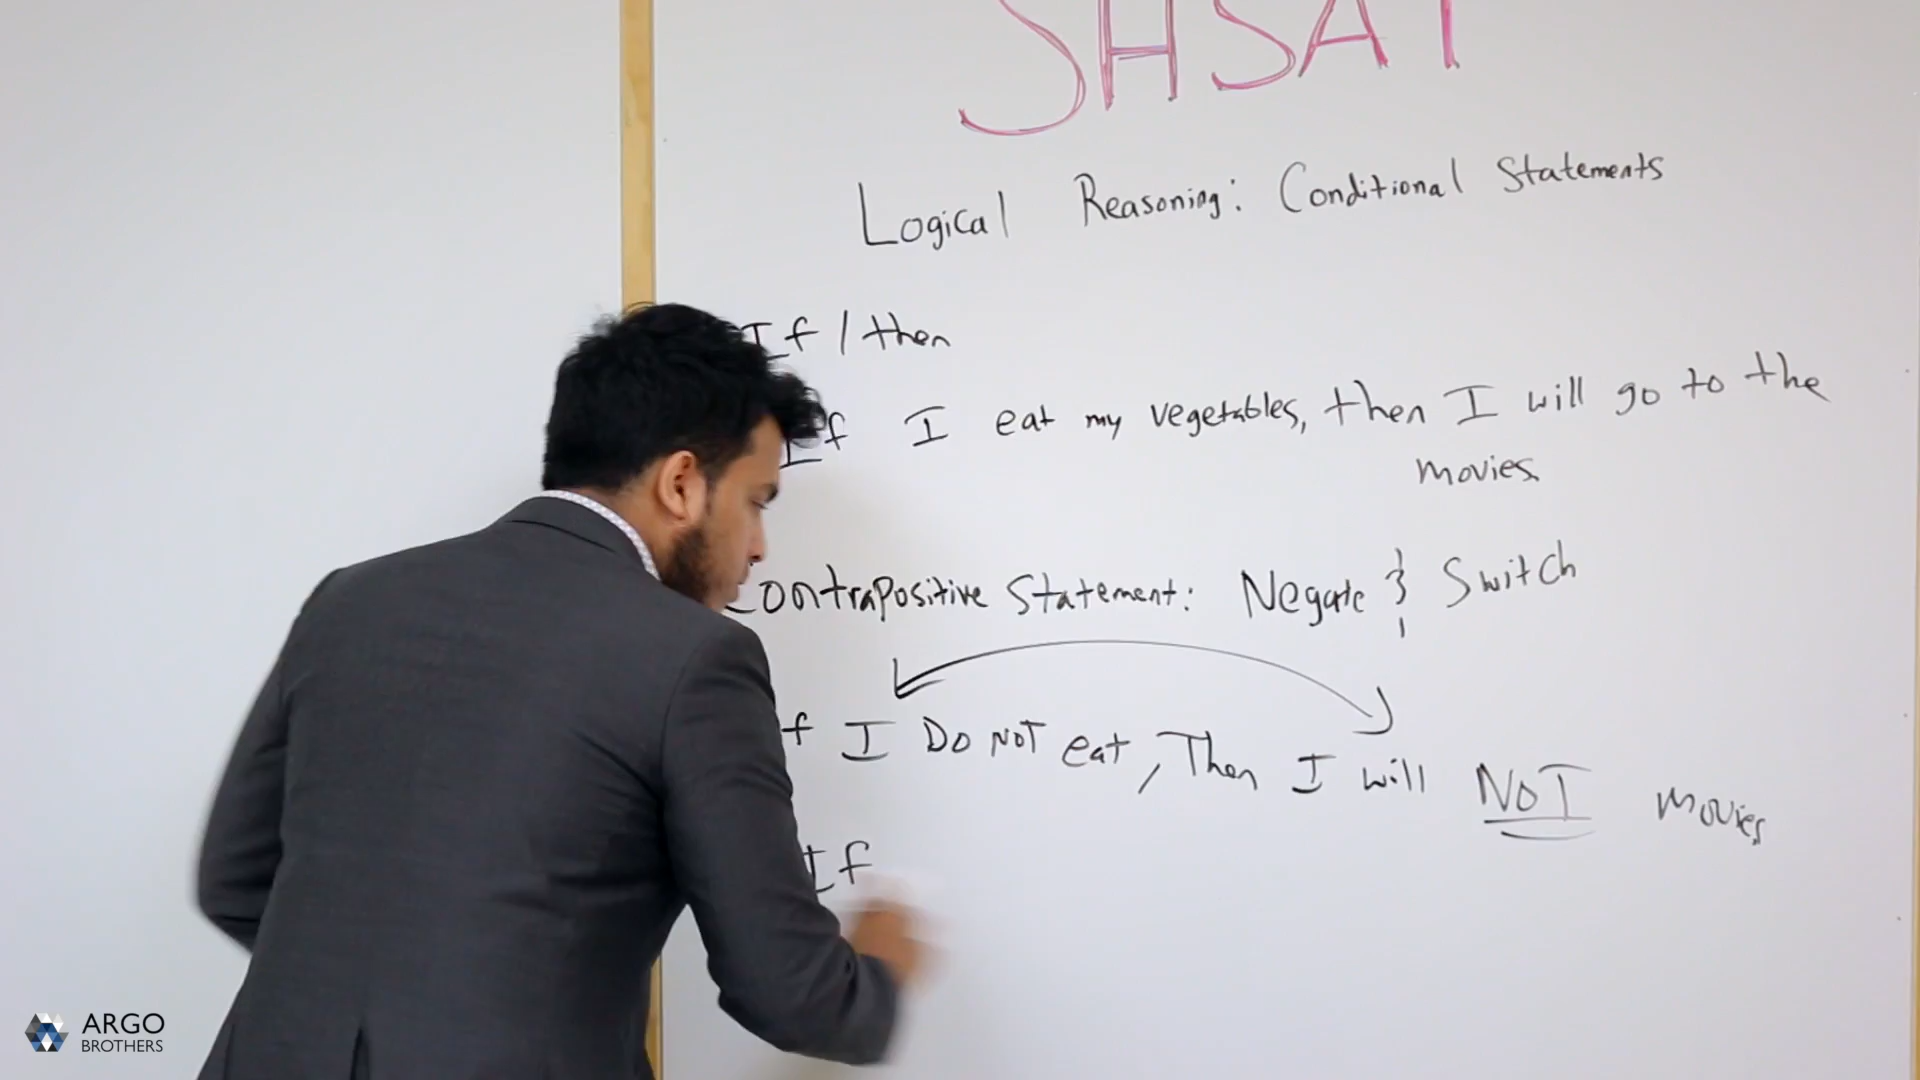 SHSAT
Logical Reasoning: Conditional Statements
If / then
If I eat my vegetables, then I will go to the
movies.
Contrapositive Statement: Negate & Switch
If I DO NOT eat, Then I will NOT movies
If
ARGO
BROTHERS